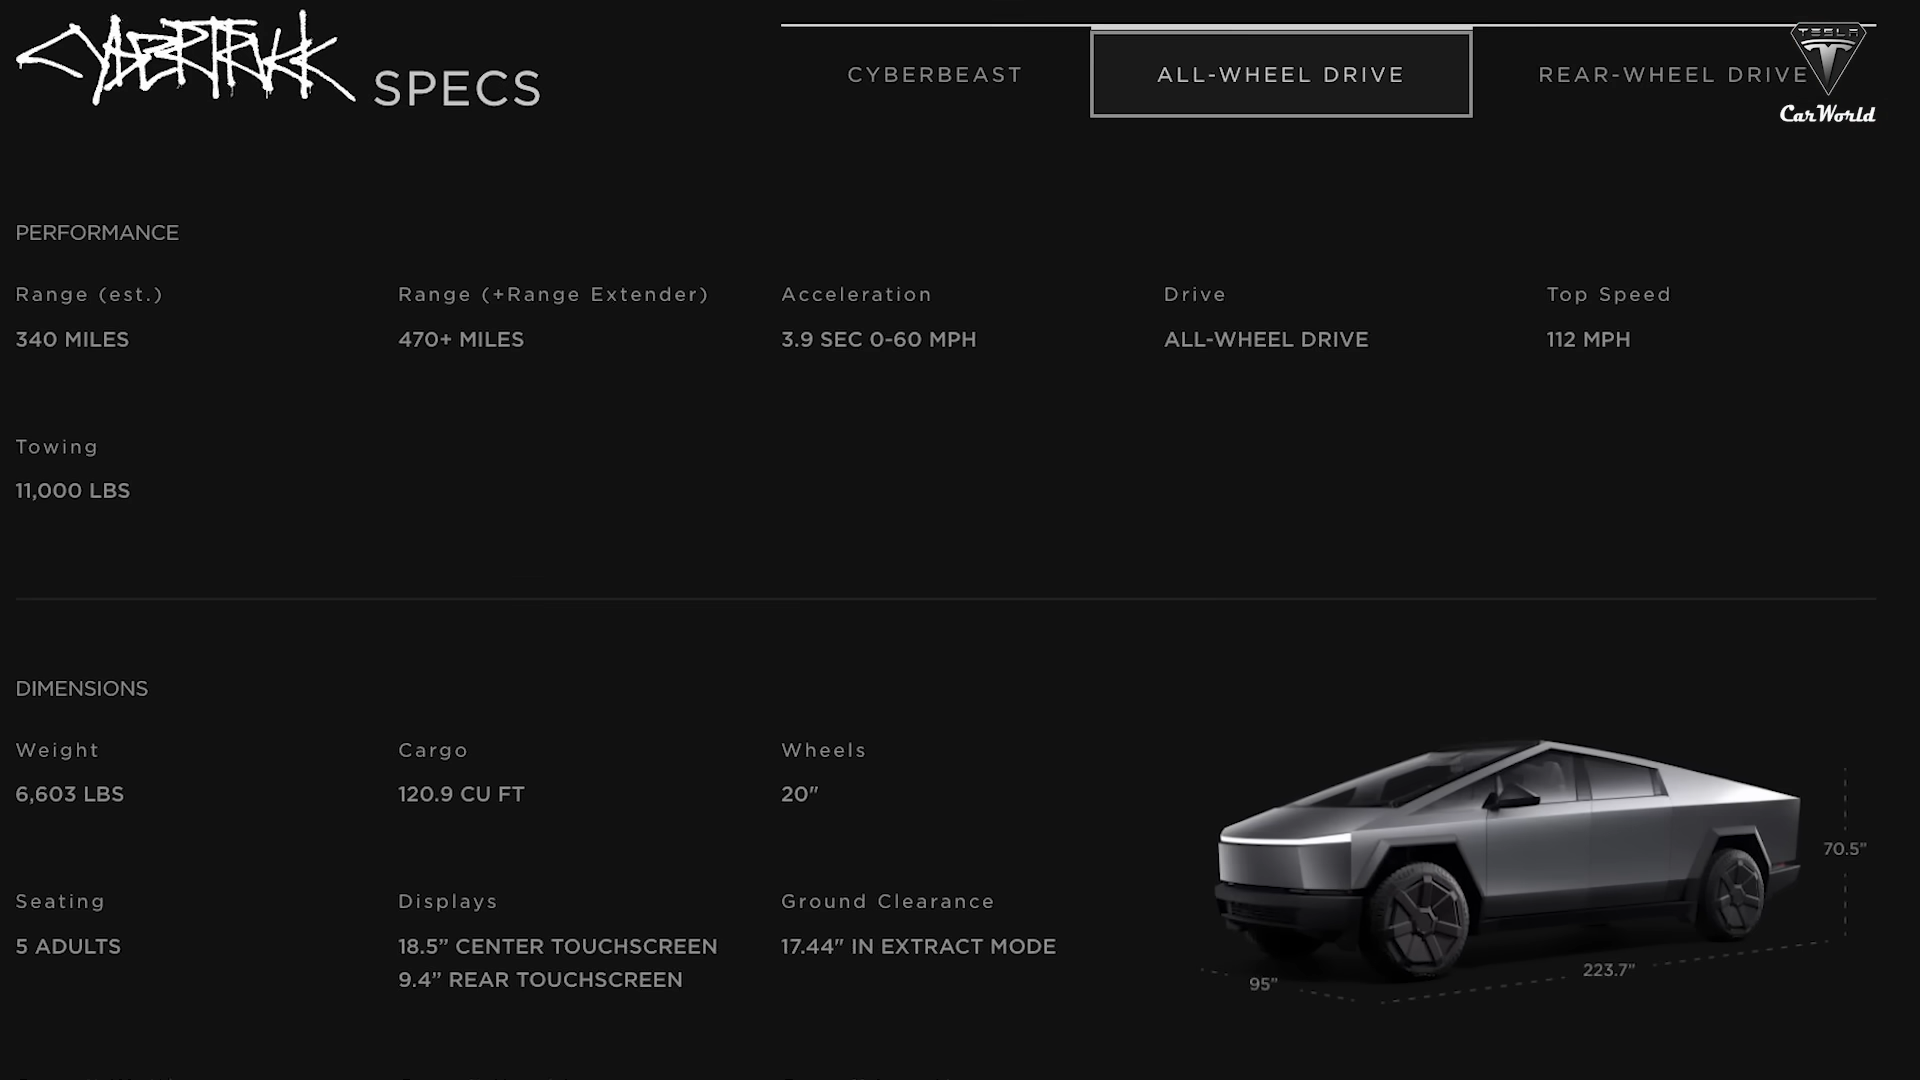 CYBERTRUCK SPECS
CYBERBEAST
ALL-WHEEL DRIVE
REAR-WHEEL DRIVE
TESLA
CarWorld
PERFORMANCE
Range (est.)
340 MILES
Range (+Range Extender)
470+ MILES
Acceleration
3.9 SEC 0-60 MPH
Drive
ALL-WHEEL DRIVE
Top Speed
112 MPH
Towing
11,000 LBS
DIMENSIONS
Weight
6,603 LBS
Cargo
120.9 CU FT
Wheels
20”
Seating
5 ADULTS
Displays
18.5” CENTER TOUCHSCREEN
9.4” REAR TOUCHSCREEN
Ground Clearance
17.44" IN EXTRACT MODE
70.5”
223.7”
95”